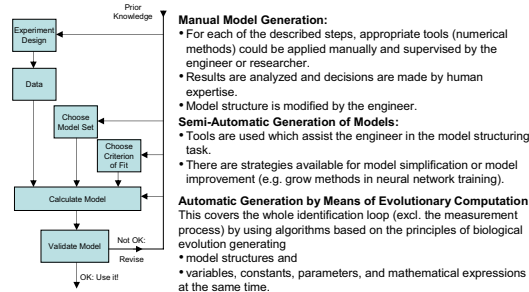 Prior
Knowledge
Experiment
Design
Data
Choose
Model Set
Choose
Criterion
of Fit
Calculate Model
Validate Model
Not OK:
Revise
OK: Use it!
Manual Model Generation:
• For each of the described steps, appropriate tools (numerical
methods) could be applied manually and supervised by the
engineer or researcher.
• Results are analyzed and decisions are made by human
expertise.
• Model structure is modified by the engineer.
Semi-Automatic Generation of Models:
• Tools are used which assist the engineer in the model structuring
task.
• There are strategies available for model simplification or model
improvement (e.g. grow methods in neural network training).
Automatic Generation by Means of Evolutionary Computation
This covers the whole identification loop (excl. the measurement
process) by using algorithms based on the principles of biological
evolution generating
• model structures and
• variables, constants, parameters, and mathematical expressions
at the same time.